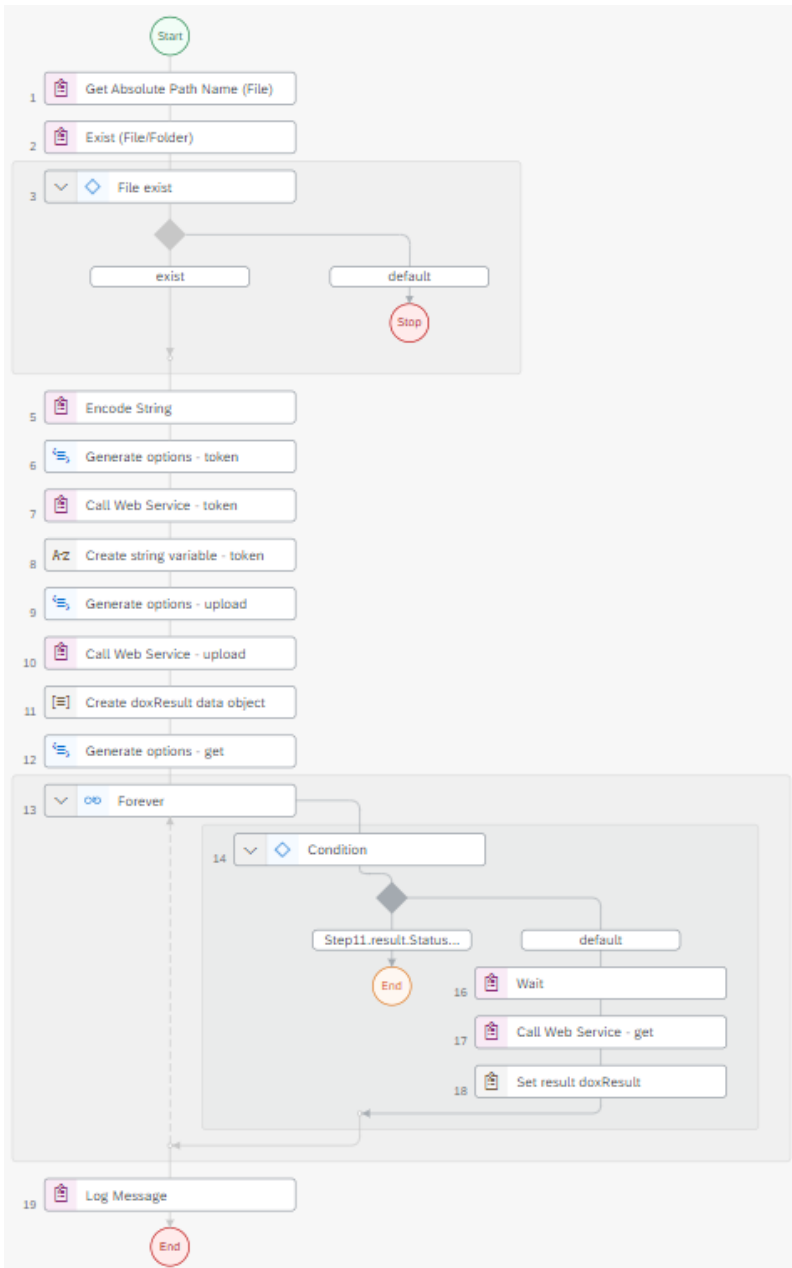 Start
1 Get Absolute Path Name (File)
2 Exist (File/Folder)
3 File exist
exist default
Stop
5 Encode String
6 Generate options - token
7 Call Web Service - token
8 A-z Create string variable - token
9 Generate options - upload
10 Call Web Service - upload
11 Create doxResult data object
12 Generate options - get
13 Forever
14 Condition
Step11.result.Status... default
End
16 Wait
17 Call Web Service - get
18 Set result doxResult
19 Log Message
End